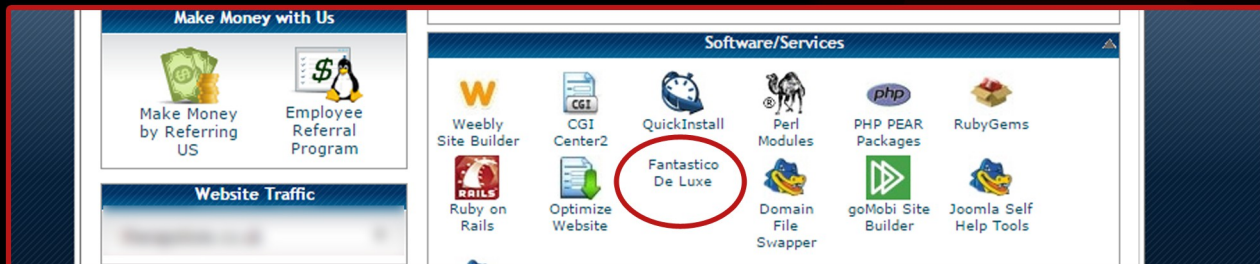 Make Money with Us
Make Money
by Referring
US
Employee
Referral
Program
Website Traffic
Software/Services
W
Weebly
Site Builder
CGI
CGI
Center2
QuickInstall
®
Perl
Modules
php
PHP PEAR
Packages
RubyGems
RAILS
Ruby on
Rails
Optimize
Website
Fantastico
De Luxe
Domain
File
Swapper
goMobi Site
Builder
Joomla Self
Help Tools